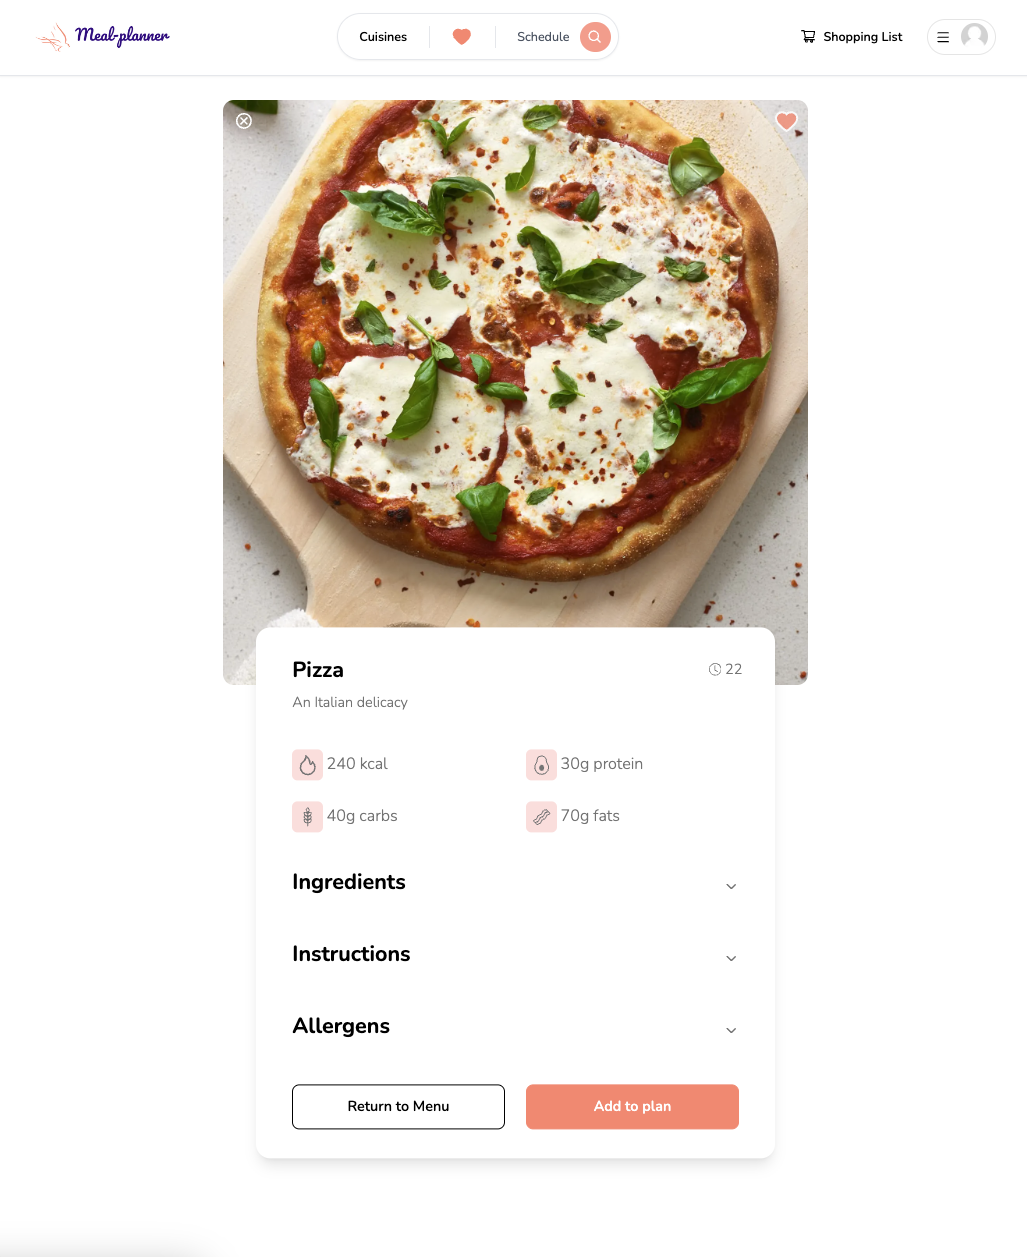 Meal-planner
Cuisines
Schedule
Shopping List
Pizza
22
An Italian delicacy
240 kcal
30g protein
40g carbs
70g fats
Ingredients
Instructions
Allergens
Return to Menu
Add to plan